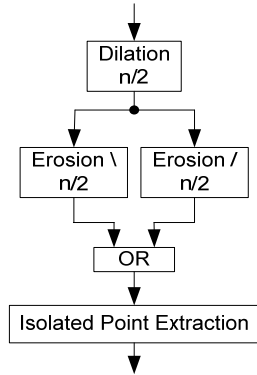 Dilation
n/2
Erosion \
n/2
Erosion /
n/2
OR
Isolated Point Extraction